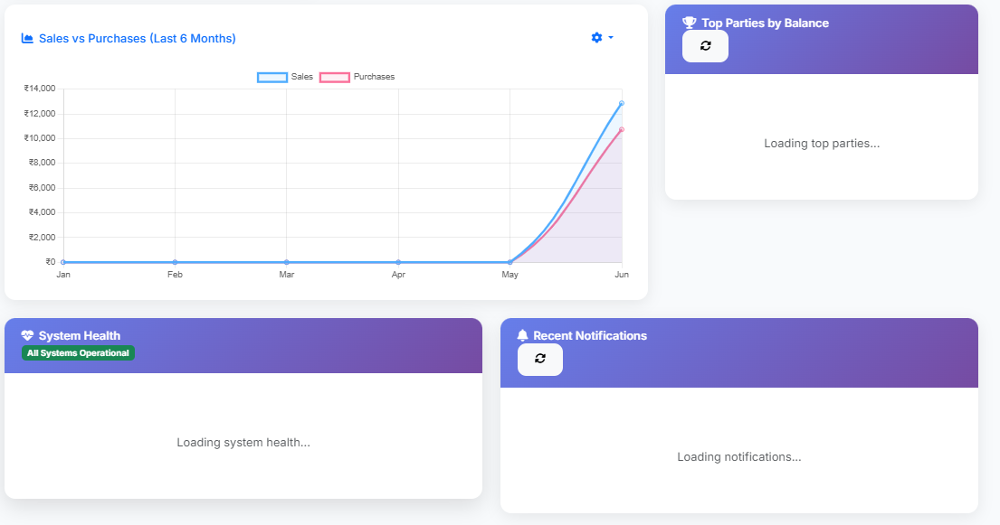 Sales vs Purchases (Last 6 Months)
Sales Purchases
₹14,000
₹12,000
₹10,000
₹8,000
₹6,000
₹4,000
₹2,000
₹0
Jan Feb Mar Apr May Jun
Top Parties by Balance
Loading top parties...
System Health
All Systems Operational
Loading system health...
Recent Notifications
Loading notifications...